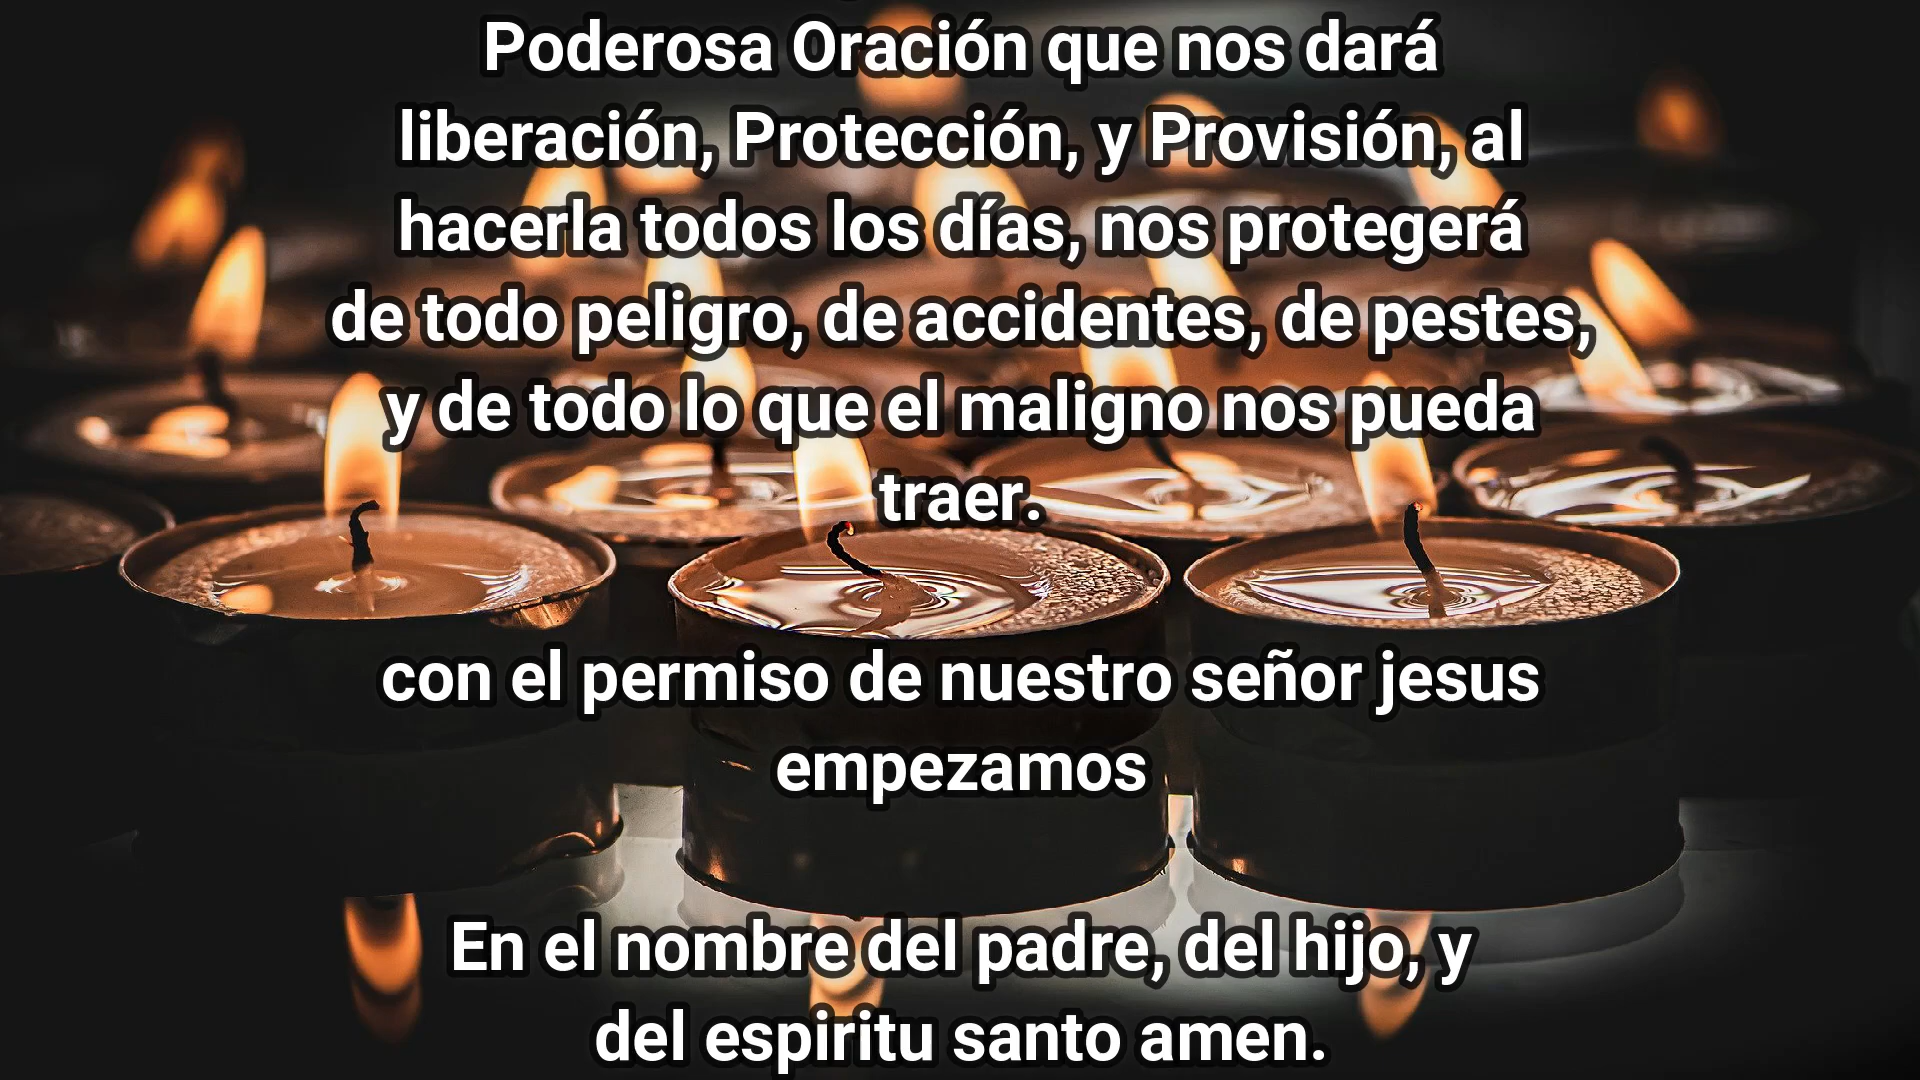 Poderosa Oración que nos dará
liberación, Protección, y Provisión, al
hacerla todos los días, nos protegerá
de todo peligro, de accidentes, de pestes,
y de todo lo que el maligno nos pueda
traer.
con el permiso de nuestro señor jesus
empezamos
En el nombre del padre, del hijo, y
del espiritu santo amen.